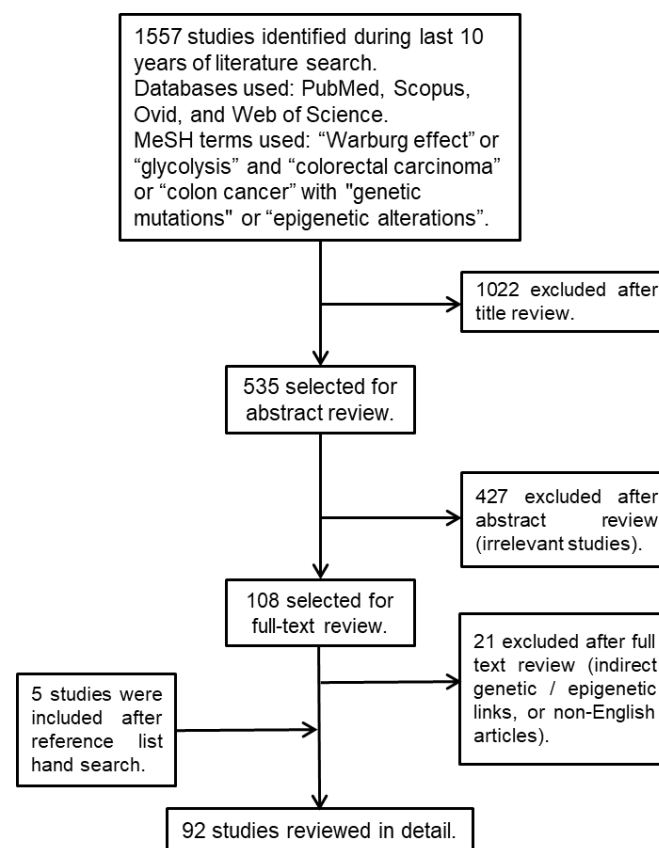 1557 studies identified during last 10
years of literature search.
Databases used: PubMed, Scopus,
Ovid, and Web of Science.
MeSH terms used: “Warburg effect” or
“glycolysis” and “colorectal carcinoma”
or “colon cancer” with "genetic
mutations" or “epigenetic alterations”.
1022 excluded after
title review.
535 selected for
abstract review.
427 excluded after
abstract review
(irrelevant studies).
108 selected for
full-text review.
21 excluded after full
text review (indirect
genetic / epigenetic
links, or non-English
articles).
5 studies were
included after
reference list
hand search.
92 studies reviewed in detail.